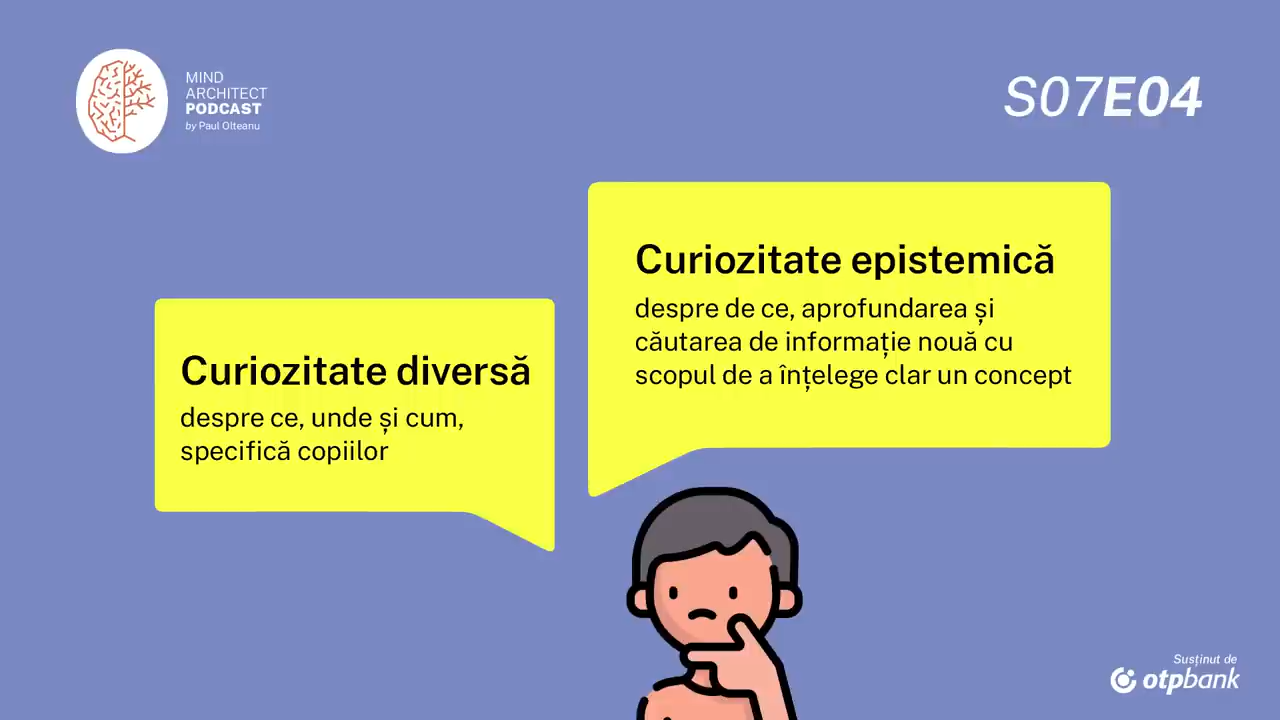 MIND
ARCHITECT
PODCAST
by Paul Olteanu
S07E04
Curiozitate diversă
despre ce, unde și cum,
specifică copiilor
Curiozitate epistemică
despre de ce, aprofundarea și
căutarea de informație nouă cu
scopul de a înțelege clar un concept
Susținut de
otpbank